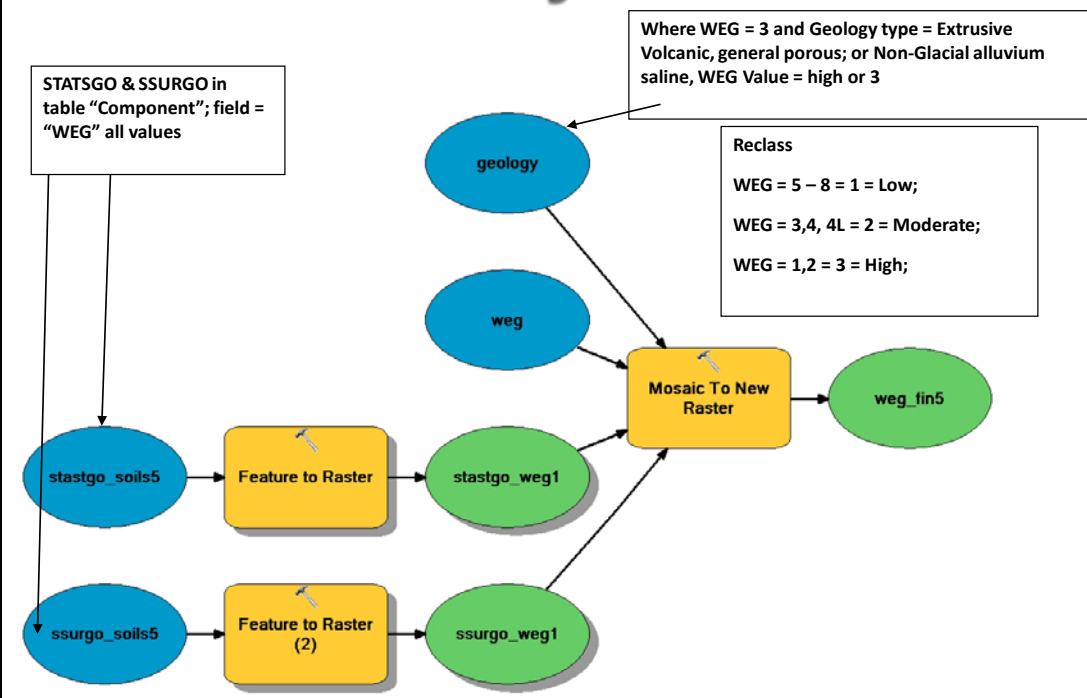 Where WEG = 3 and Geology type = Extrusive
Volcanic, general porous; or Non-Glacial alluvium
saline, WEG Value = high or 3
STATSGO & SSURGO in
table “Component”; field =
“WEG” all values
Reclass
WEG = 5 – 8 = 1 = Low;
WEG = 3,4, 4L = 2 = Moderate;
WEG = 1,2 = 3 = High;
geology
weg
Mosaic To New
Raster
weg_fin5
stastgo_soils5
Feature to Raster
stastgo_weg1
ssurgo_soils5
Feature to Raster
(2)
ssurgo_weg1